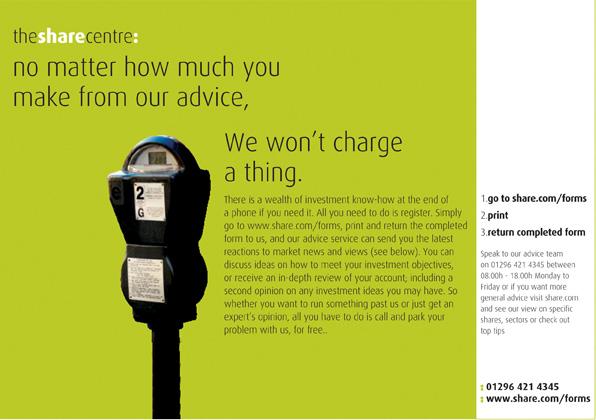 thesharecentre:
no matter how much you
make from our advice,
We won't charge
a thing.
There is a wealth of investment know-how at the end of
a phone if you need it. All you need to do is register. Simply
go to www.share.com/forms, print and return the completed
form to us, and our advice service can send you the latest
reactions to market news and views (see below). You can
discuss ideas on how to meet your investment objectives,
or receive an in-depth review of your account; including a
second opinion on any investment ideas you may have. So
whether you want to run something past us or just get an
expert's opinion, all you have to do is call and park your
problem with us, for free..
2
G
1.go to share.com/forms
2.print
3.return completed form
Speak to our advice team
on 01296 421 4345 between
08.00h - 18.00h Monday to
Friday or if you want more
general advice visit share.com
and see our view on specific
shares, sectors or check out
top tips
: 01296 421 4345
: www.share.com/forms